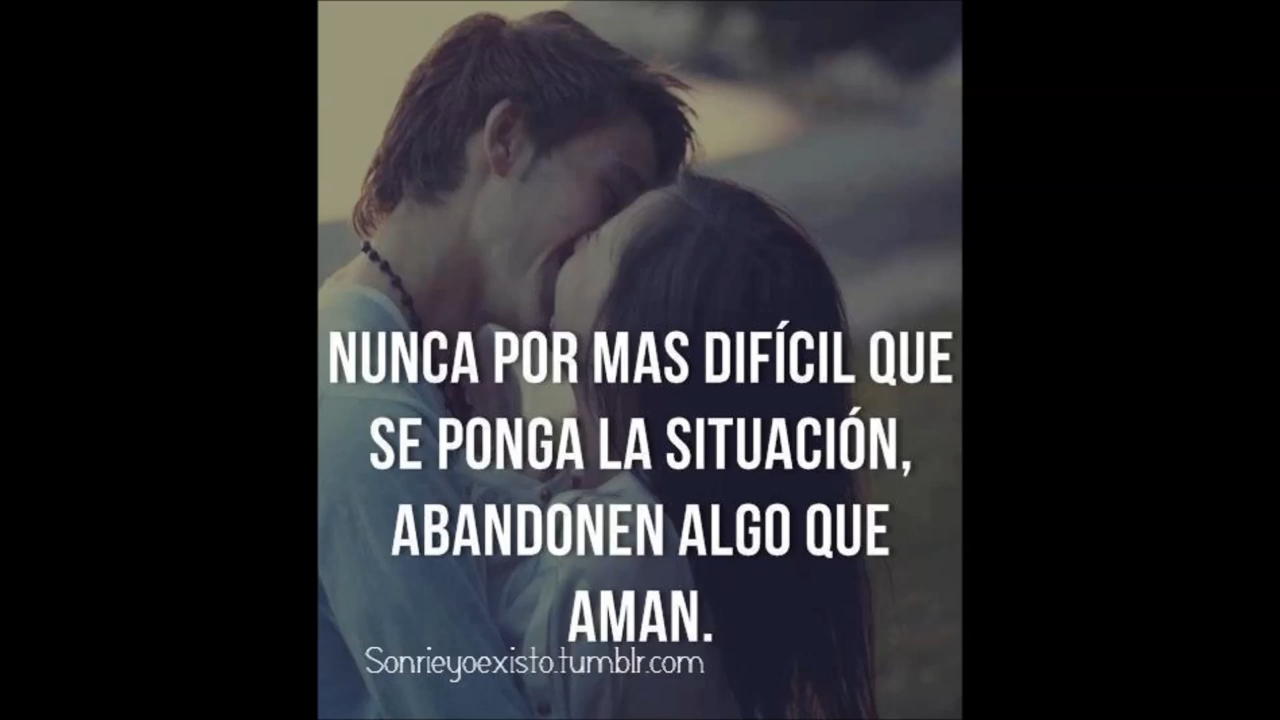 NUNCA POR MAS DIFÍCIL QUE
SE PONGA LA SITUACIÓN,
ABANDONEN ALGO QUE
AMAN.
Sonrieyoexisto.tumblr.com